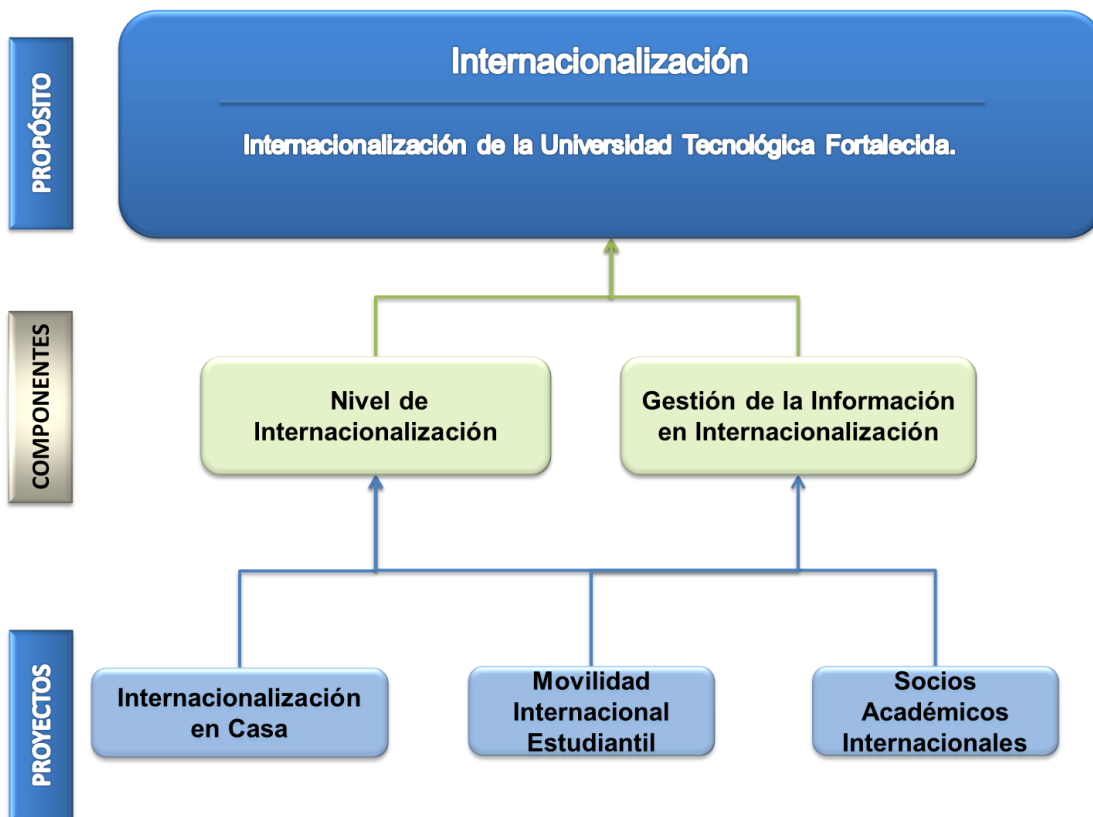 PROPÓSITO
Internacionalización
Internacionalización de la Universidad Tecnológica Fortalecida.
COMPONENTES
Nivel de
Internacionalización
Gestión de la Información
en Internacionalización
PROYECTOS
Internacionalización
en Casa
Movilidad
Internacional
Estudiantil
Socios
Académicos
Internacionales